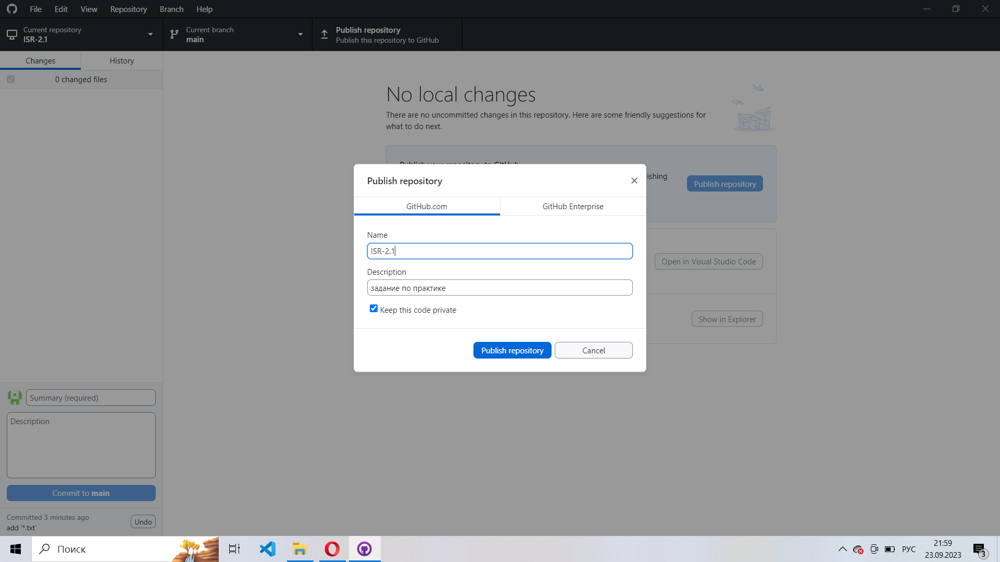 File Edit View Repository Branch Help
Current repository
ISR-2.1
Current branch
main
Publish repository
Publish this repository to GitHub
Changes History
0 changed files
No local changes
There are no uncommitted changes in this repository. Here are some friendly suggestions for
what to do next.
Publish your repository to GitHub
ishing
Publish repository
Open in Visual Studio Code
Show in Explorer
Publish repository
GitHub.com GitHub Enterprise
Name
ISR-2.1
Description
задание по практике
Keep this code private
Publish repository Cancel
Summary (required)
Description
Commit to main
Committed 3 minutes ago
add '*.txt'
Undo
Поиск
РУС
21:59
23.09.2023
3